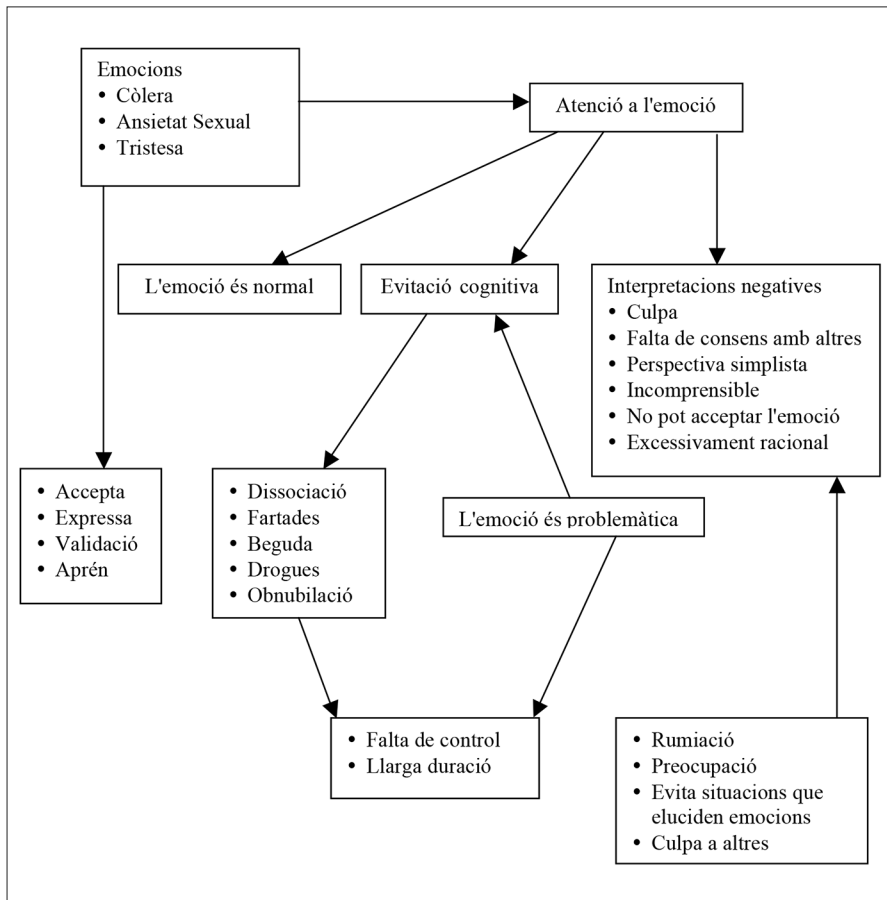 Emocions
• Còlera
• Ansietat Sexual
• Tristesa
Atenció a l'emoció
L'emoció és normal
Evitació cognitiva
Interpretacions negatives
• Culpa
• Falta de consens amb altres
• Perspectiva simplista
• Incomprensible
• No pot acceptar l'emoció
• Excessivament racional
• Accepta
• Expressa
• Validació
• Aprén
• Dissociació
• Fartades
• Beguda
• Drogues
• Obnubilació
L'emoció és problemàtica
• Falta de control
• Llarga duració
• Rumiació
• Preocupació
• Evita situacions que
eluciden emocions
• Culpa a altres